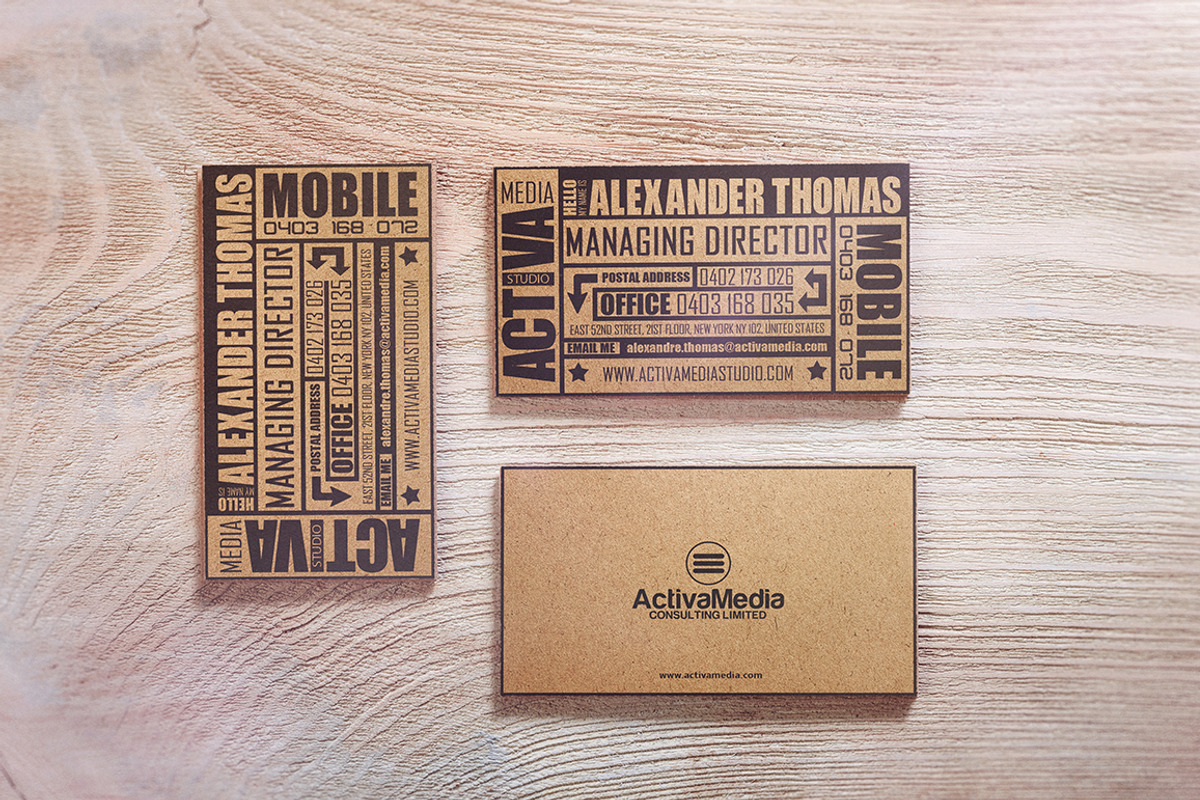 MOBILE
0403 168 · 072
HELLO
MY NAME IS
ALEXANDER THOMAS
MANAGING DIRECTOR
POSTAL ADDRESS 0402 173 026
OFFICE 0403 168 035
EAST 52ND STREET, 21ST FLOOR, NEW YORK NY 102, UNITED STATES
EMAIL ME alexandre.thomas@activamedia.com
WWW.ACTIVAMEDIASTUDIO.COM
MEDIA
ACTVA
STUDIO
MEDIA
ACTVA
STUDIO
HELLO
MY NAME IS
ALEXANDER THOMAS
MANAGING DIRECTOR
POSTAL ADDRESS 0402 173 026
OFFICE 0403 168 035
EAST 52ND STREET, 21ST FLOOR, NEW YORK NY 102, UNITED STATES
EMAIL ME alexandre.thomas@activamedia.com
WWW.ACTIVAMEDIASTUDIO.COM
MOBILE
0403 168 · 072
ActivaMedia
CONSULTING LIMITED
www.activamedia.com